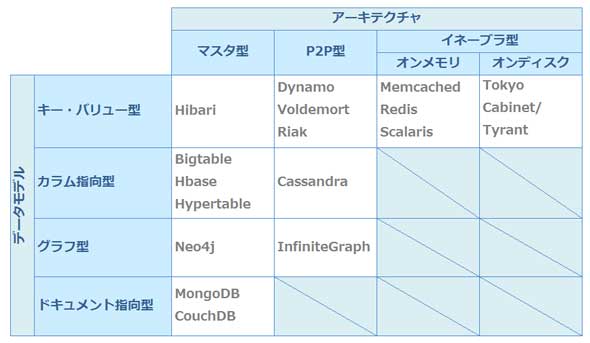 アーキテクチャ
マスタ型
P2P型
イネーブラ型
オンメモリ
オンディスク
データモデル
キー・バリュー型
Hibari
Dynamo
Voldemort
Riak
Memcached
Redis
Scalaris
Tokyo
Cabinet/
Tyrant
カラム指向型
Bigtable
Hbase
Hypertable
Cassandra
グラフ型
Neo4j
InfiniteGraph
ドキュメント指向型
MongoDB
CouchDB